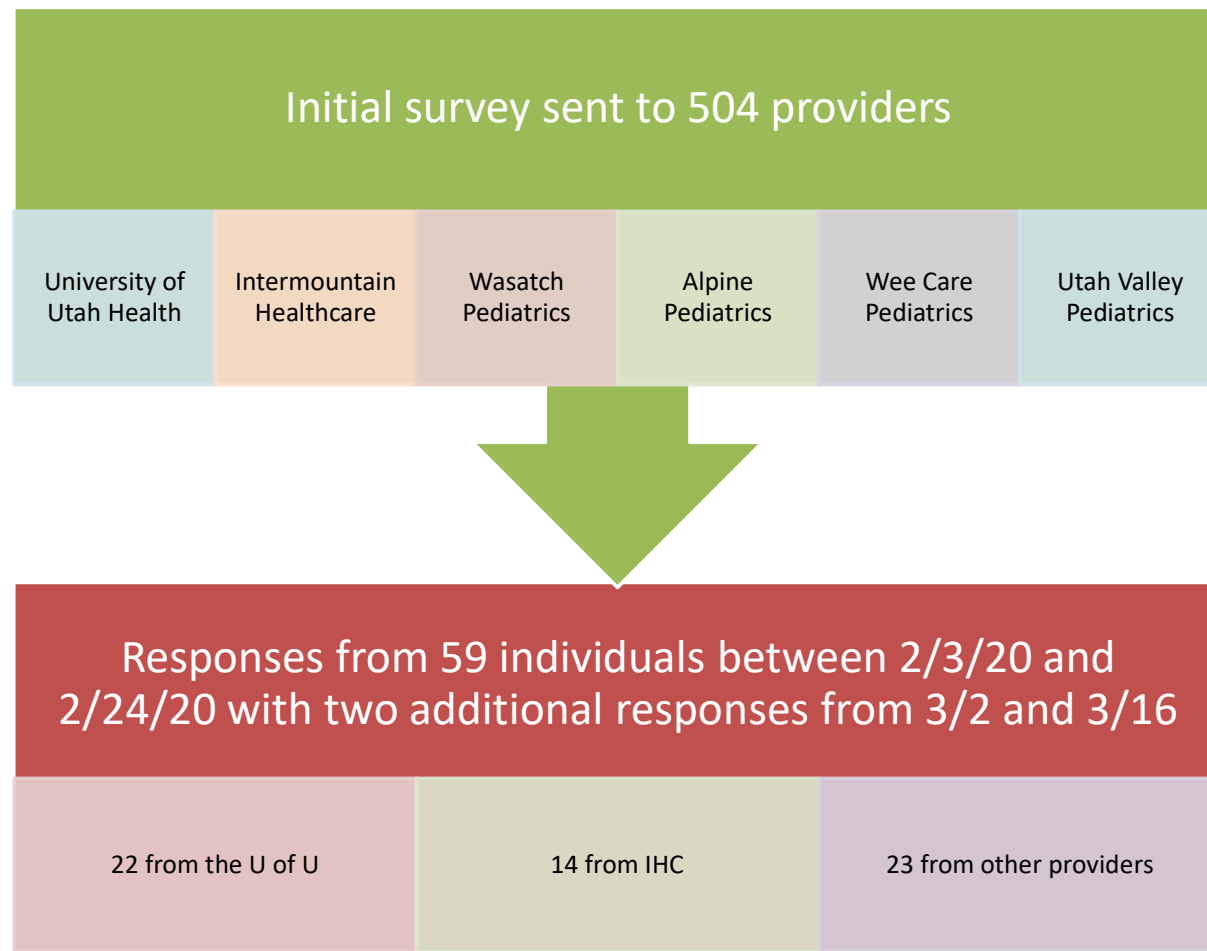 Initial survey sent to 504 providers
University of
Utah Health
Intermountain
Healthcare
Wasatch
Pediatrics
Alpine
Pediatrics
Wee Care
Pediatrics
Utah Valley
Pediatrics
Responses from 59 individuals between 2/3/20 and
2/24/20 with two additional responses from 3/2 and 3/16
22 from the U of U
14 from IHC
23 from other providers